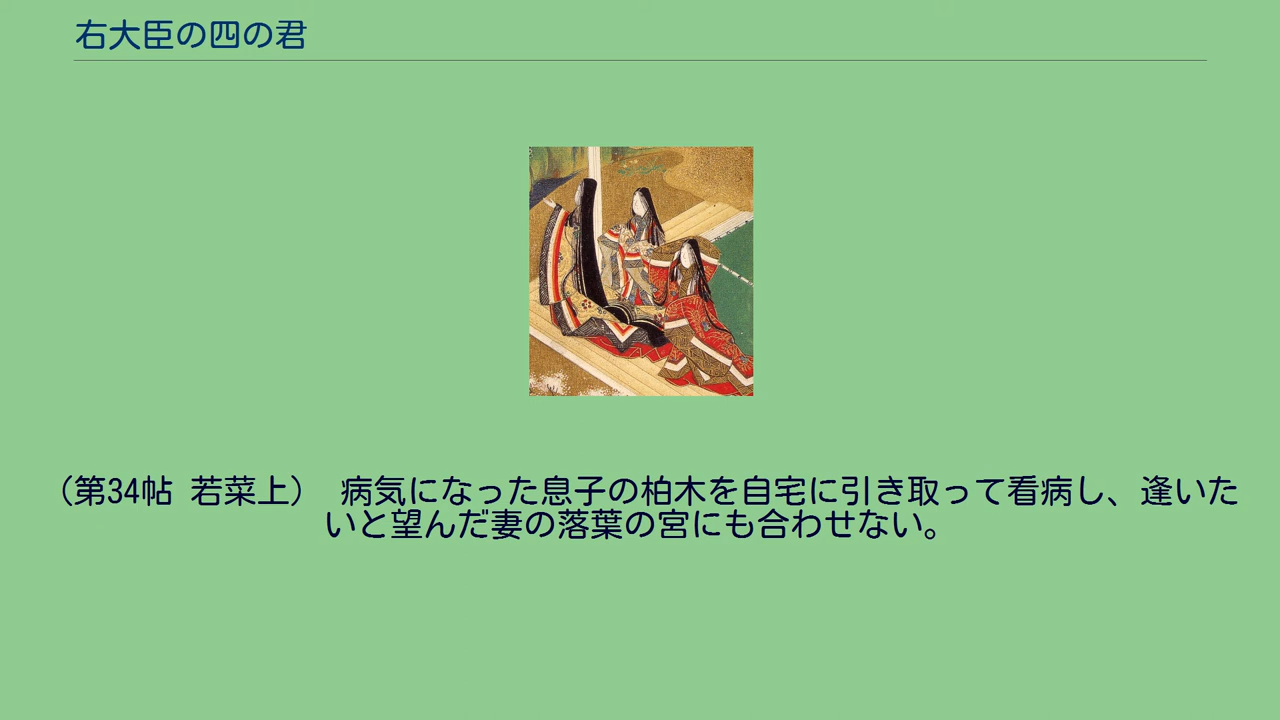 右大臣の四の君
（第34帖 若菜上） 病気になった息子の柏木を自宅に引き取って看病し、逢いた
いと望んだ妻の落葉の宮にも合わせない。